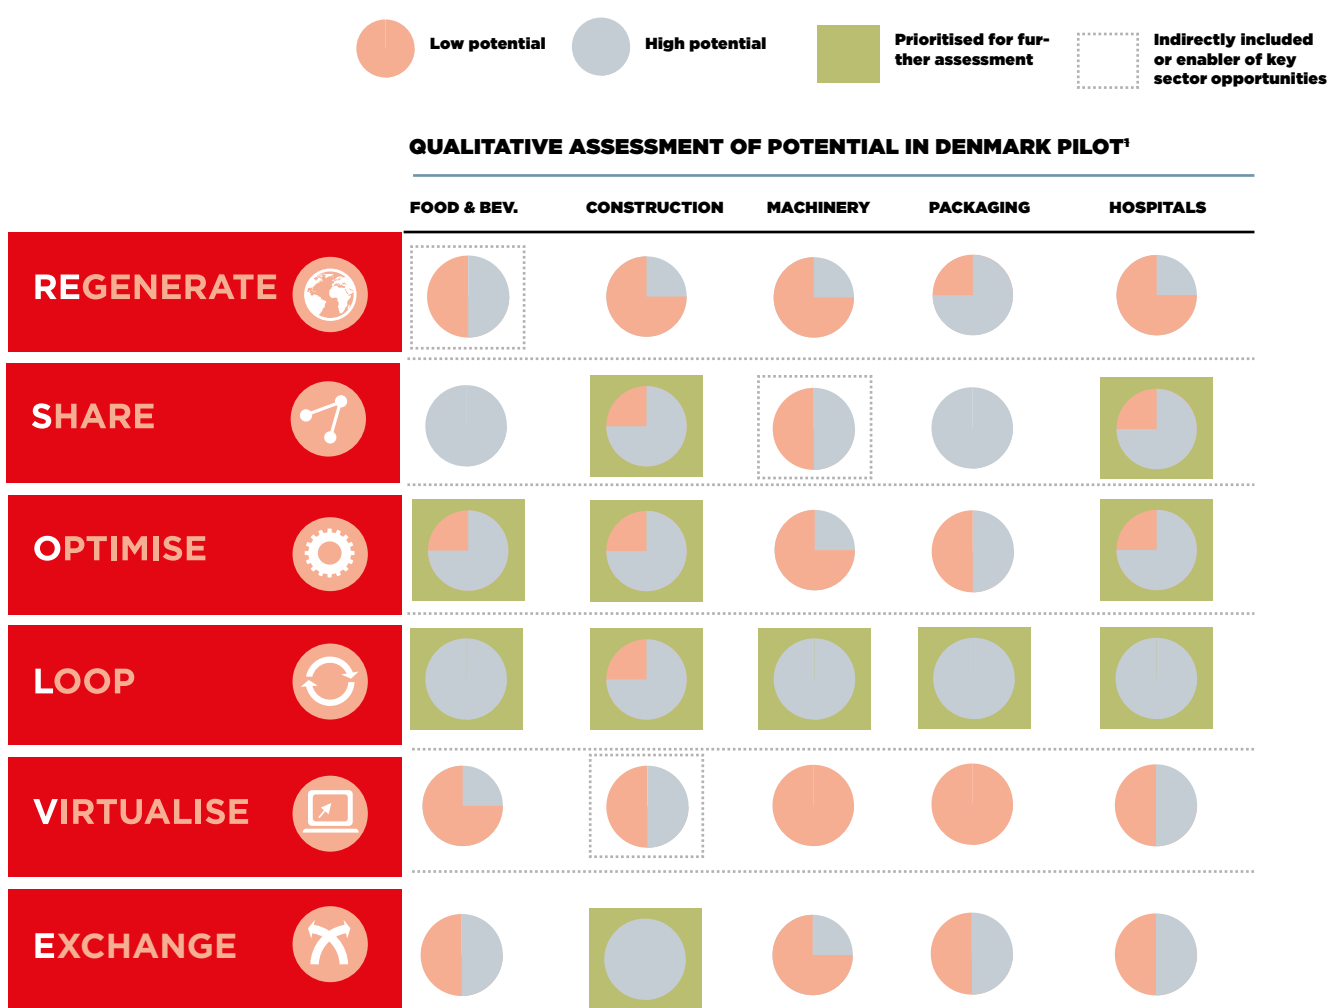 Low potential
High potential
Prioritised for fur-
ther assessment
Indirectly included
or enabler of key
sector opportunities
QUALITATIVE ASSESSMENT OF POTENTIAL IN DENMARK PILOT¹
FOOD & BEV. CONSTRUCTION MACHINERY PACKAGING HOSPITALS
REGENERATE
SHARE
OPTIMISE
LOOP
VIRTUALISE
EXCHANGE